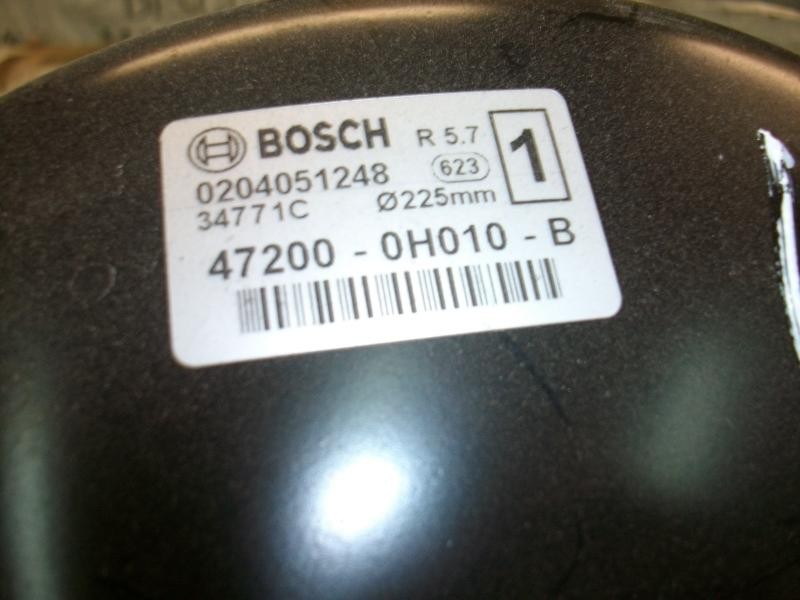 BOSCH R 5.7 1
0204051248 623
34771C Ø225mm
47200 - 0H010 - B